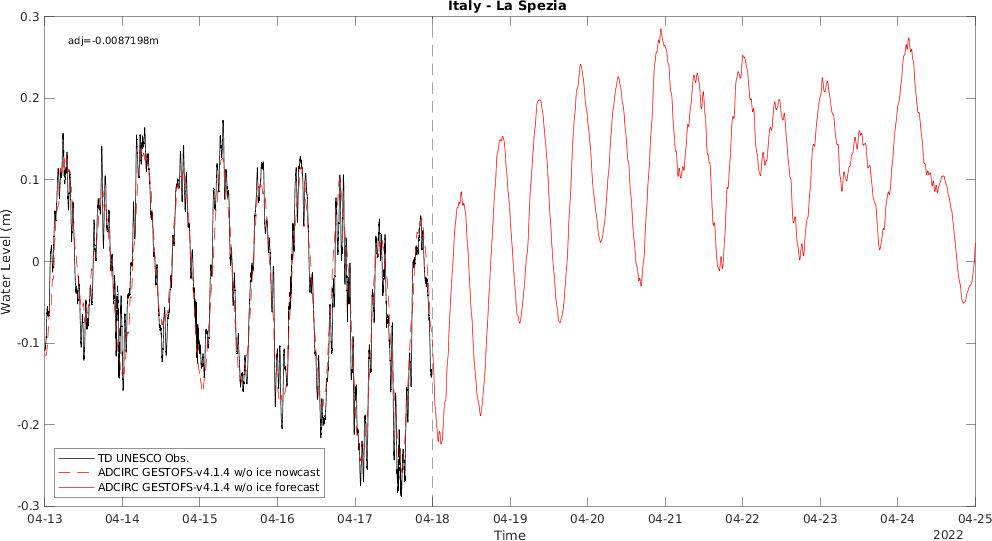 Italy - La Spezia
adj=-0.0087198m
0.3
0.2
0.1
0
-0.1
-0.2
-0.3
Water Level (m)
TD UNESCO Obs.
ADCIRC GESTOFS-v4.1.4 w/o ice nowcast
ADCIRC GESTOFS-v4.1.4 w/o ice forecast
04-13 04-14 04-15 04-16 04-17 04-18 04-19 04-20 04-21 04-22 04-23 04-24 04-25
Time
2022